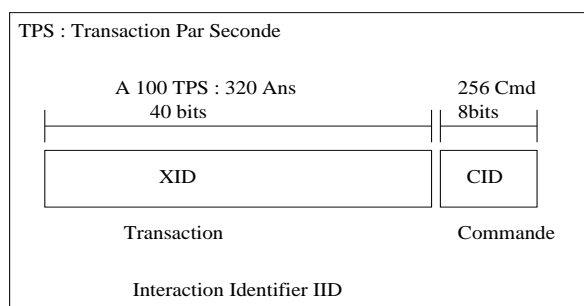 TPS : Transaction Par Seconde
A 100 TPS : 320 Ans
256 Cmd
40 bits
8bits
XID
CID
Transaction
Commande
Interaction Identifier IID